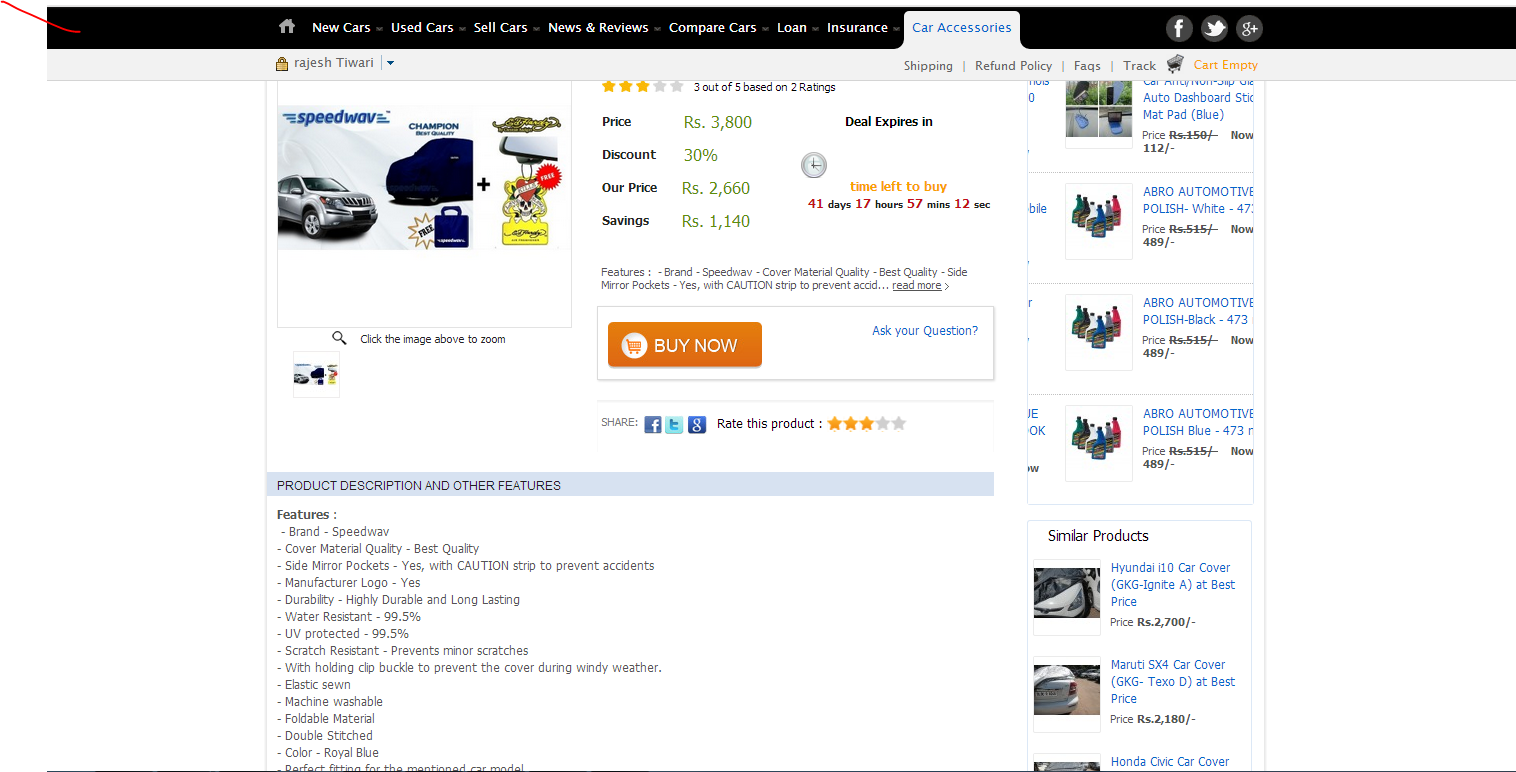 New Cars Used Cars Sell Cars News & Reviews Compare Cars Loan Insurance Car Accessories
rajesh Tiwari
Shipping | Refund Policy | Faqs | Track Cart Empty
3 out of 5 based on 2 Ratings
Price Rs. 3,800
Discount 30%
Our Price Rs. 2,660
Savings Rs. 1,140
Deal Expires in
time left to buy
41 days 17 hours 57 mins 12 sec
speedwav
CHAMPION
BEST QUALITY
FREE
speedwav
FREE
Click the image above to zoom
Features : - Brand - Speedwav - Cover Material Quality - Best Quality - Side
Mirror Pockets - Yes, with CAUTION strip to prevent accid... read more
BUY NOW
Ask your Question?
SHARE:
Rate this product :
PRODUCT DESCRIPTION AND OTHER FEATURES
Features :
- Brand - Speedwav
- Cover Material Quality - Best Quality
- Side Mirror Pockets - Yes, with CAUTION strip to prevent accidents
- Manufacturer Logo - Yes
- Durability - Highly Durable and Long Lasting
- Water Resistant - 99.5%
- UV protected - 99.5%
- Scratch Resistant - Prevents minor scratches
- With holding clip buckle to prevent the cover during windy weather.
- Elastic sewn
- Machine washable
- Foldable Material
- Double Stitched
- Color - Royal Blue
- Perfect fitting for the mentioned car model
Auto Dashboard Stic
Mat Pad (Blue)
Price Rs.150/- Now
112/-
ABRO AUTOMOTIVE
POLISH- White - 473
Price Rs.515/- Now
489/-
ABRO AUTOMOTIVE
POLISH-Black - 473
Price Rs.515/- Now
489/-
ABRO AUTOMOTIVE
POLISH Blue - 473 m
Price Rs.515/- Now
489/-
Similar Products
Hyundai i10 Car Cover
(GKG-Ignite A) at Best
Price
Price Rs.2,700/-
Maruti SX4 Car Cover
(GKG- Texo D) at Best
Price
Price Rs.2,180/-
Honda Civic Car Cover